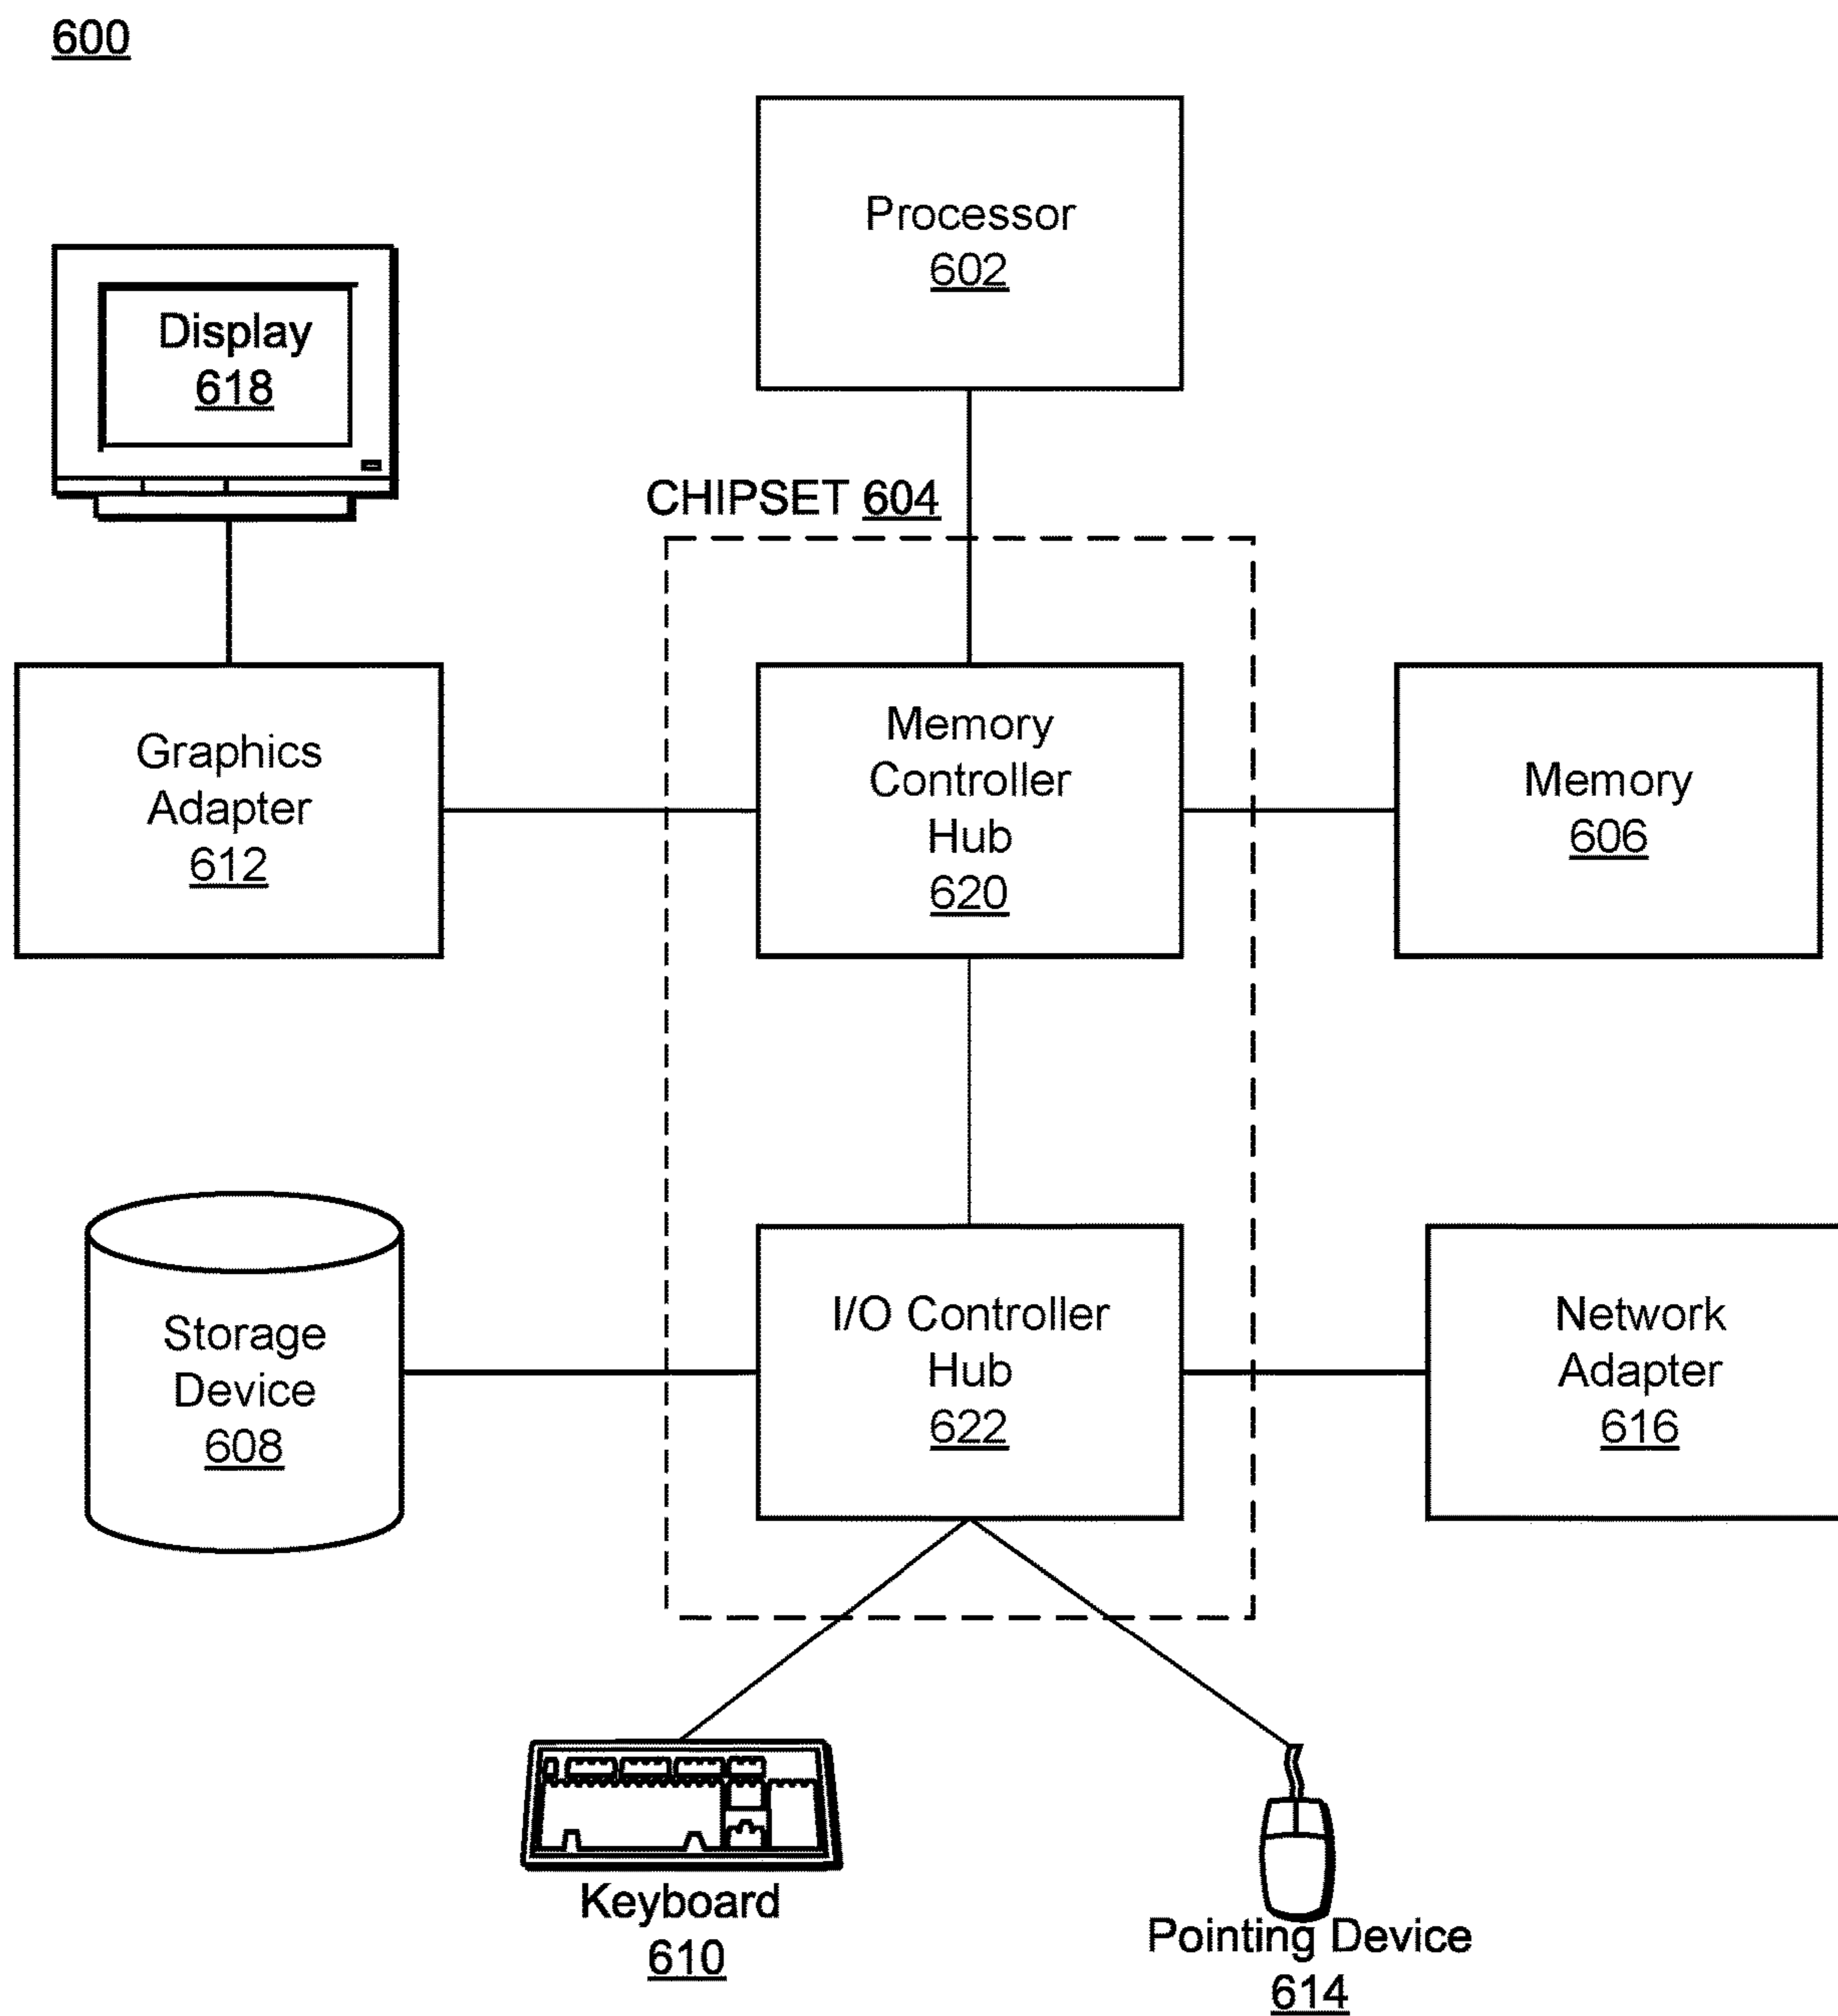 600
Processor
602
Display
618
CHIPSET 604
Graphics
Adapter
612
Memory
Controller
Hub
620
Memory
606
Storage
Device
608
I/O Controller
Hub
622
Network
Adapter
616
Keyboard
610
Pointing Device
614